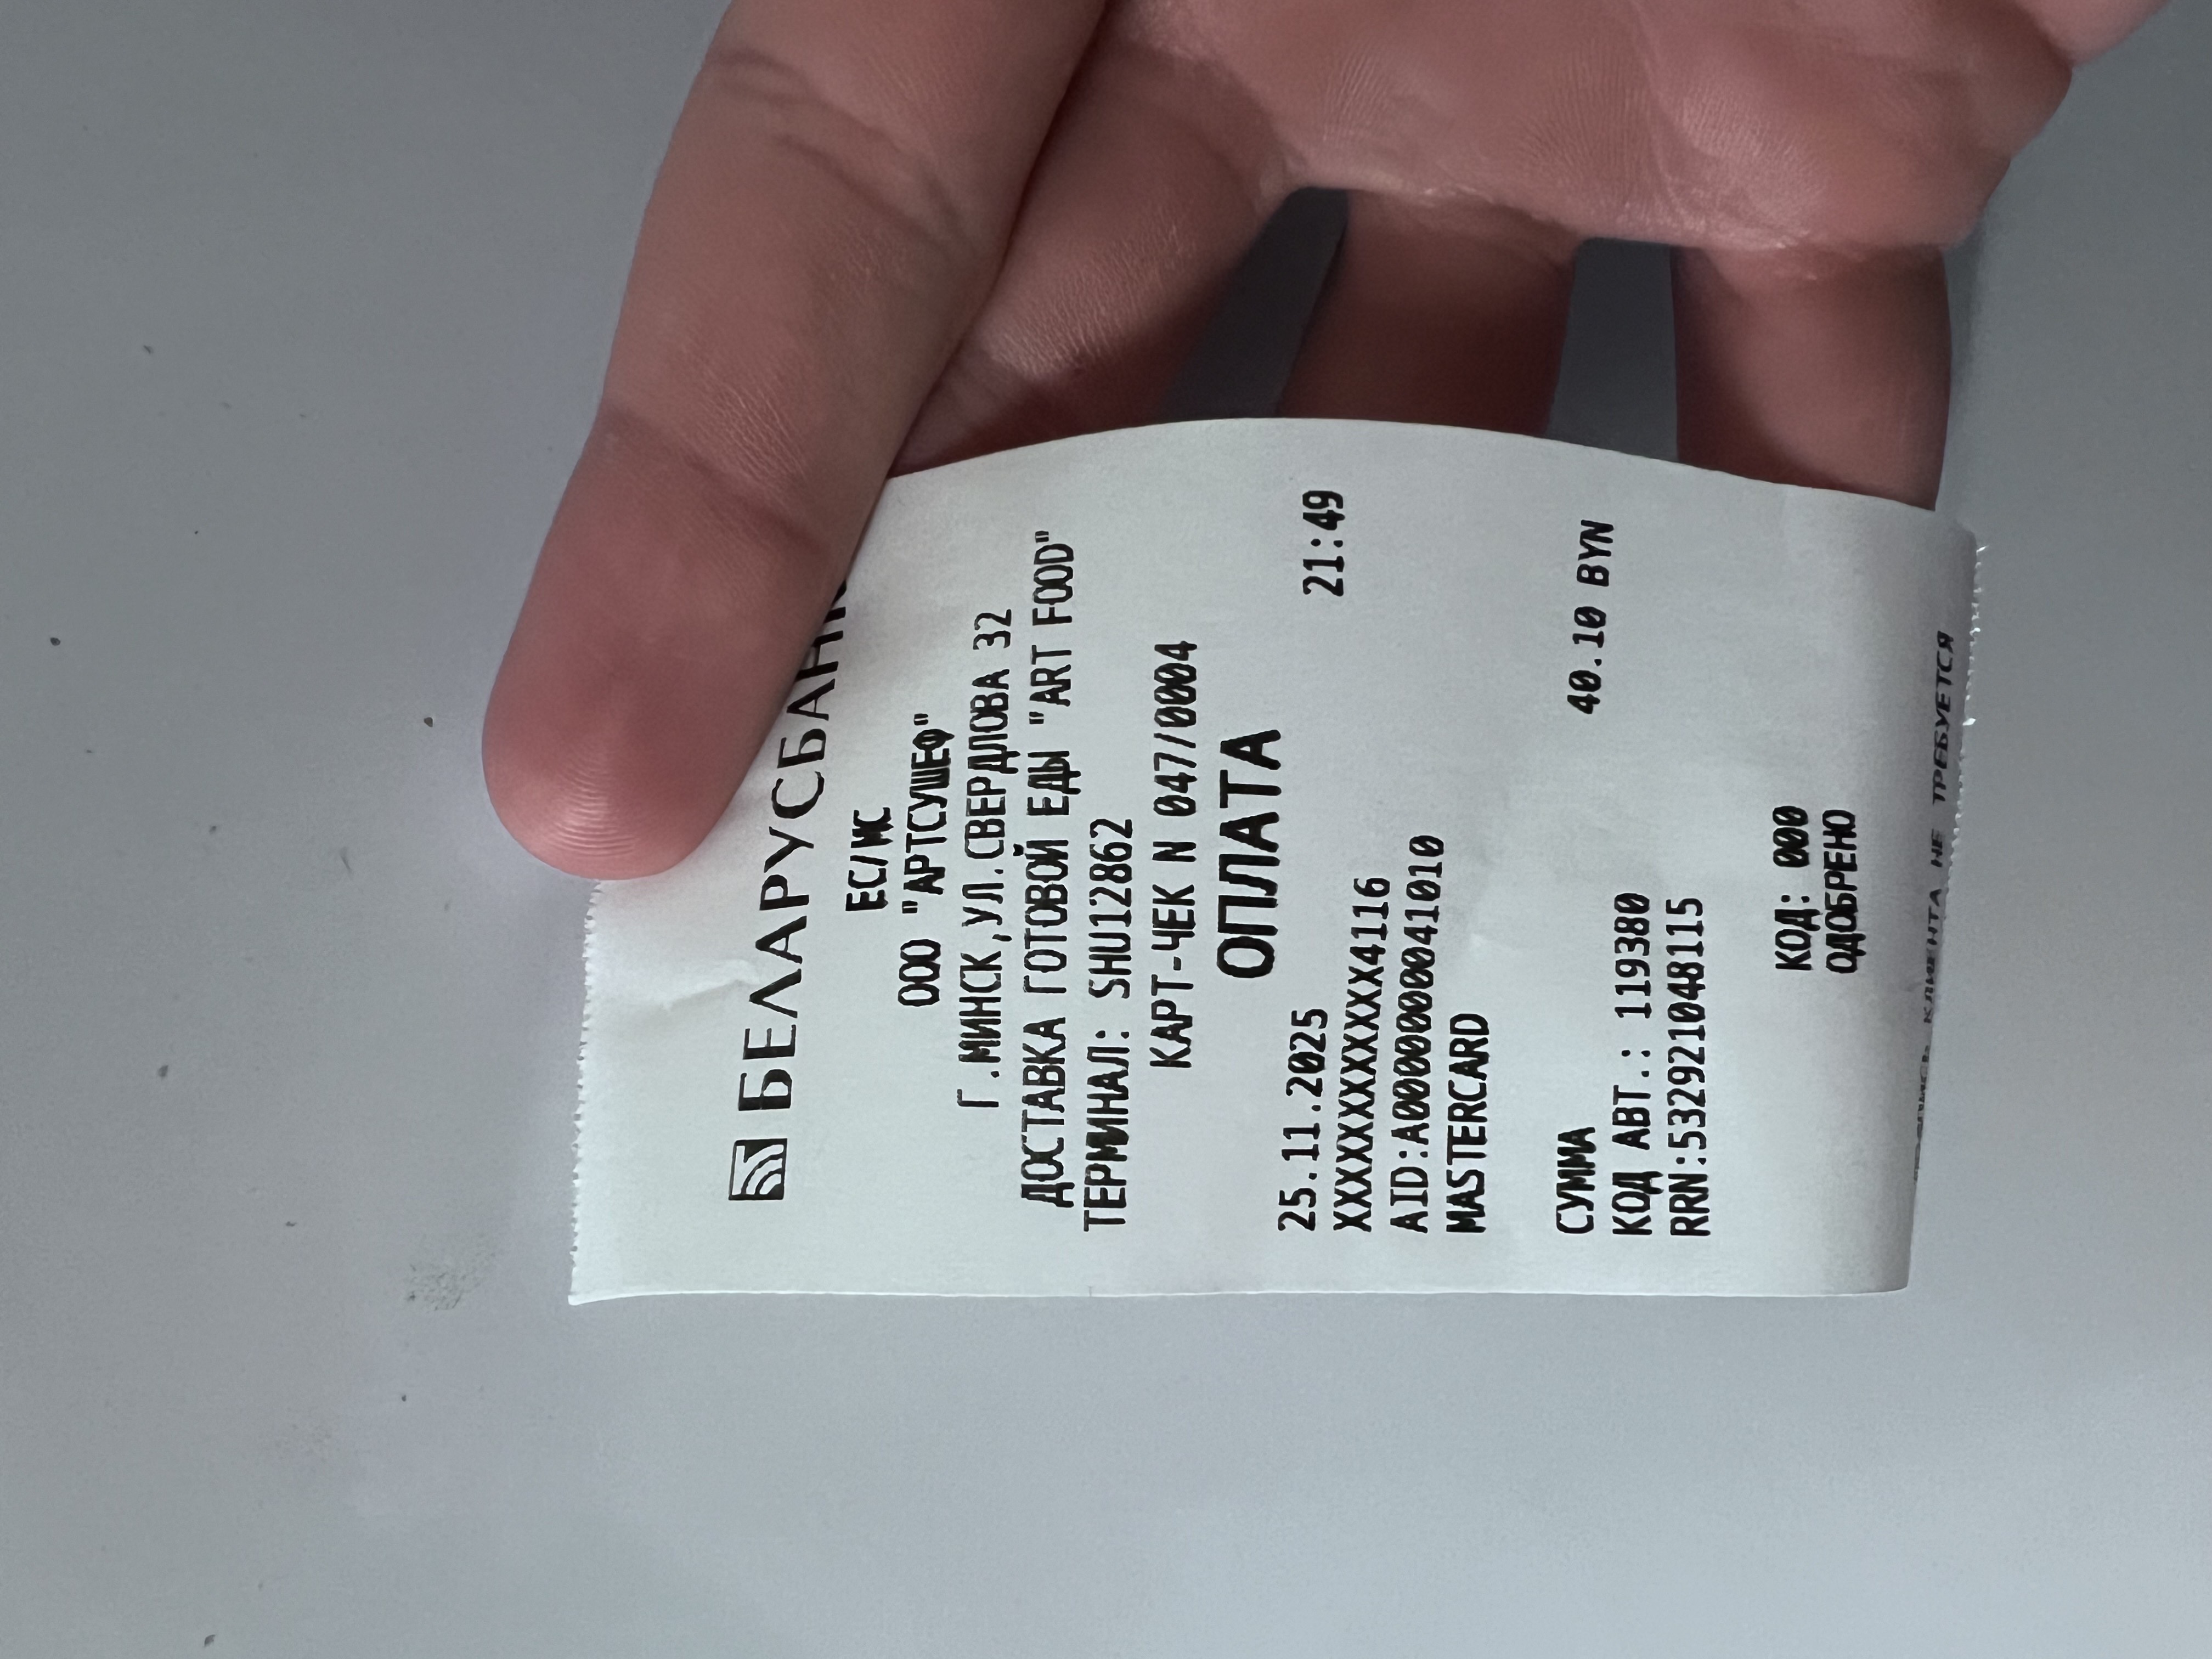 БЕЛАРУСБАНК
ЕС/МС
ООО "АРТСУШЕФ"
Г.МИНСК,УЛ.СВЕРДЛОВА 32
ДОСТАВКА ГОТОВОЙ ЕДЫ "ART FOOD"
ТЕРМИНАЛ: SHU12862
КАРТ-ЧЕК N 047/0004
ОПЛАТА
25.11.2025 21:49
XXXXXXXXXXXX4116
AID:A0000000041010
MASTERCARD
СУММА 40.10 BYN
КОД АВТ.: 119380
RRN:532921048115
КОД: 000
ОДОБРЕНО
ПОДПИСЬ КЛИЕНТА НЕ ТРЕБУЕТСЯ